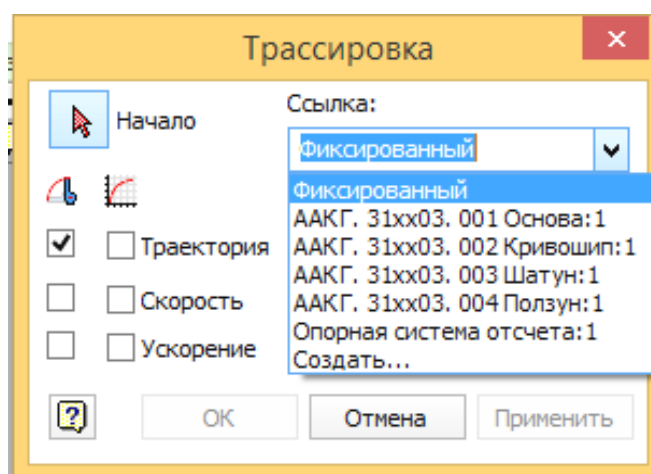 Трассировка
Начало
Ссылка:
Фиксированный
Фиксированный
ААКГ. 31хх03. 001 Основа:1
ААКГ. 31хх03. 002 Кривошип:1
ААКГ. 31хх03. 003 Шатун:1
ААКГ. 31хх03. 004 Ползун:1
Опорная система отсчета:1
Создать...
Траектория
Скорость
Ускорение
ОК
Отмена
Применить